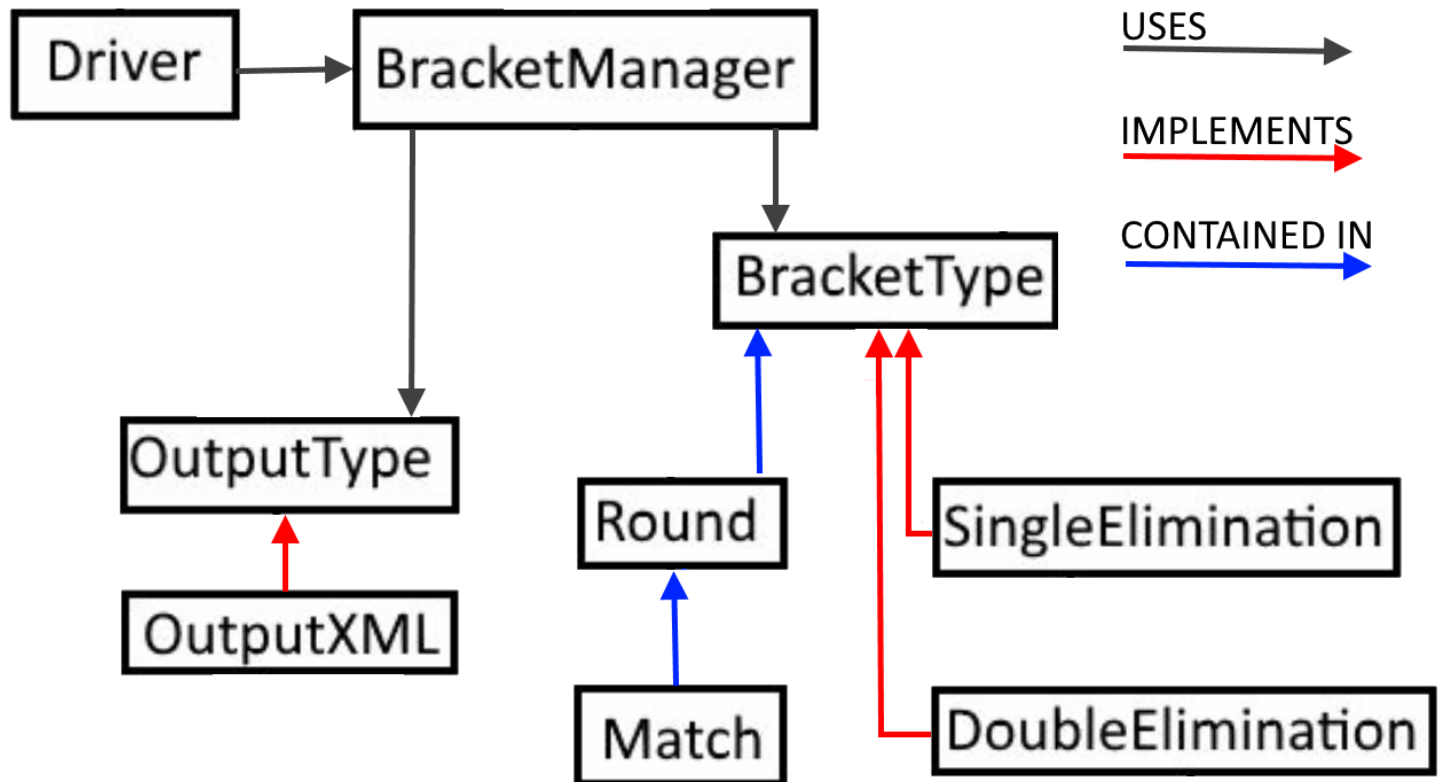 Driver
BracketManager
USES
IMPLEMENTS
CONTAINED IN
BracketType
OutputType
Round
SingleElimination
OutputXML
Match
DoubleElimination